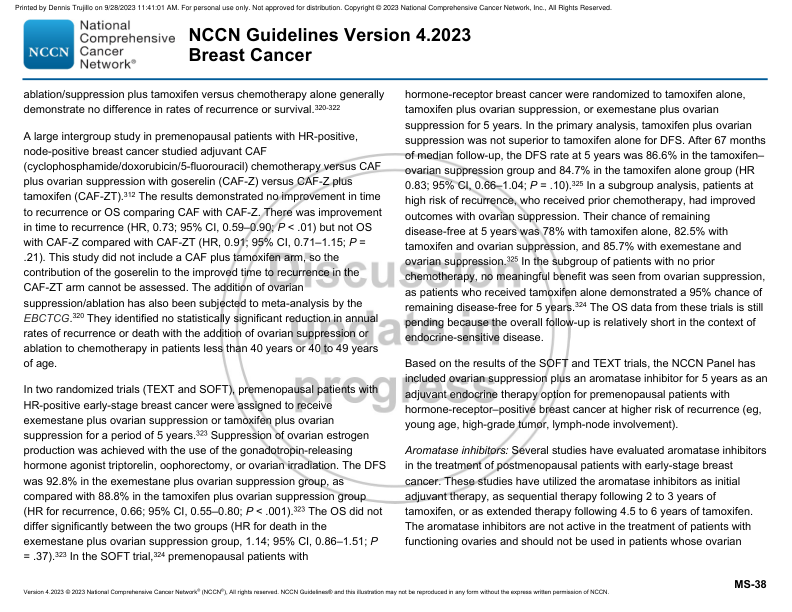 Printed by Dennis Trujillo on 9/28/2023 11:41:01 AM. For personal use only. Not approved for distribution. Copyright © 2023 National Comprehensive Cancer Network, Inc., All Rights Reserved.
NCCN
National
Comprehensive
Cancer
Network®
NCCN Guidelines Version 4.2023
Breast Cancer
ablation/suppression plus tamoxifen versus chemotherapy alone generally
demonstrate no difference in rates of recurrence or survival.320-322
A large intergroup study in premenopausal patients with HR-positive,
node-positive breast cancer studied adjuvant CAF
(cyclophosphamide/doxorubicin/5-fluorouracil) chemotherapy versus CAF
plus ovarian suppression with goserelin (CAF-Z) versus CAF-Z plus
tamoxifen (CAF-ZT).312 The results demonstrated no improvement in time
to recurrence or OS comparing CAF with CAF-Z. There was improvement
in time to recurrence (HR, 0.73; 95% CI, 0.59–0.90; P < .01) but not OS
with CAF-Z compared with CAF-ZT (HR, 0.91; 95% CI, 0.71–1.15; P =
.21). This study did not include a CAF plus tamoxifen arm, so the
contribution of the goserelin to the improved time to recurrence in the
CAF-ZT arm cannot be assessed. The addition of ovarian
suppression/ablation has also been subjected to meta-analysis by the
EBCTCG.320 They identified no statistically significant reduction in annual
rates of recurrence or death with the addition of ovarian suppression or
ablation to chemotherapy in patients less than 40 years or 40 to 49 years
of age.
In two randomized trials (TEXT and SOFT), premenopausal patients with
HR-positive early-stage breast cancer were assigned to receive
exemestane plus ovarian suppression or tamoxifen plus ovarian
suppression for a period of 5 years.323 Suppression of ovarian estrogen
production was achieved with the use of the gonadotropin-releasing
hormone agonist triptorelin, oophorectomy, or ovarian irradiation. The DFS
was 92.8% in the exemestane plus ovarian suppression group, as
compared with 88.8% in the tamoxifen plus ovarian suppression group
(HR for recurrence, 0.66; 95% CI, 0.55–0.80; P < .001).323 The OS did not
differ significantly between the two groups (HR for death in the
exemestane plus ovarian suppression group, 1.14; 95% CI, 0.86–1.51; P
= .37).323 In the SOFT trial,324 premenopausal patients with
hormone-receptor breast cancer were randomized to tamoxifen alone,
tamoxifen plus ovarian suppression, or exemestane plus ovarian
suppression for 5 years. In the primary analysis, tamoxifen plus ovarian
suppression was not superior to tamoxifen alone for DFS. After 67 months
of median follow-up, the DFS rate at 5 years was 86.6% in the tamoxifen–
ovarian suppression group and 84.7% in the tamoxifen alone group (HR
0.83; 95% CI, 0.66–1.04; P = .10).325 In a subgroup analysis, patients at
high risk of recurrence, who received prior chemotherapy, had improved
outcomes with ovarian suppression. Their chance of remaining
disease-free at 5 years was 78% with tamoxifen alone, 82.5% with
tamoxifen and ovarian suppression, and 85.7% with exemestane and
ovarian suppression.325 In the subgroup of patients with no prior
chemotherapy, no meaningful benefit was seen from ovarian suppression,
as patients who received tamoxifen alone demonstrated a 95% chance of
remaining disease-free for 5 years.324 The OS data from these trials is still
pending because the overall follow-up is relatively short in the context of
endocrine-sensitive disease.
Based on the results of the SOFT and TEXT trials, the NCCN Panel has
included ovarian suppression plus an aromatase inhibitor for 5 years as an
adjuvant endocrine therapy option for premenopausal patients with
hormone-receptor–positive breast cancer at higher risk of recurrence (eg,
young age, high-grade tumor, lymph-node involvement).
Aromatase inhibitors: Several studies have evaluated aromatase inhibitors
in the treatment of postmenopausal patients with early-stage breast
cancer. These studies have utilized the aromatase inhibitors as initial
adjuvant therapy, as sequential therapy following 2 to 3 years of
tamoxifen, or as extended therapy following 4.5 to 6 years of tamoxifen.
The aromatase inhibitors are not active in the treatment of patients with
functioning ovaries and should not be used in patients whose ovarian
Discussion
update in
progress
MS-38
Version 4.2023 © 2023 National Comprehensive Cancer Network® (NCCN®), All rights reserved. NCCN Guidelines® and this illustration may not be reproduced in any form without the express written permission of NCCN.